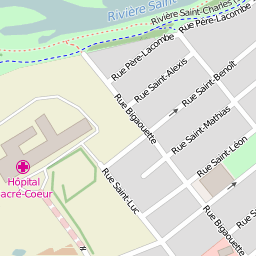 Rivière Saint
Rivière Saint-Charles (
Rue Père-Lacombe
Rue Père-Lacombe
Rue Saint-Alexis
Rue Saint-Benoît
Rue Bigaouette
Rue Saint-Mathias
Rue Saint-Léon
Hôpital
acré-Coeur
Rue Saint-Luc
Rue Bigaouette